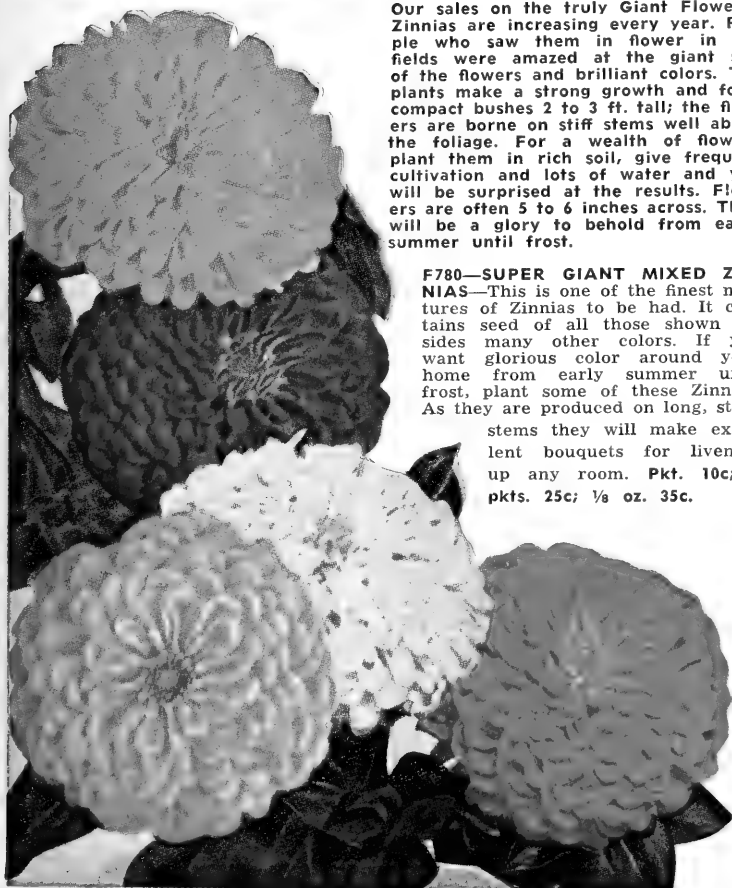 Our sales on the truly Giant Flowe
Zinnias are increasing every year.
ple who saw them in flower in
fields were amazed at the giant
of the flowers and brilliant colors.
plants make a strong growth and fo
compact bushes 2 to 3 ft. tall; the fl
ers are borne on stiff stems well ab
the foliage. For a wealth of flow
plant them in rich soil, give frequ
cultivation and lots of water and
will be surprised at the results. Fl
ers are often 5 to 6 inches across. Th
will be a glory to behold from ea
summer until frost.
F780—SUPER GIANT MIXED Z
NIAS—This is one of the finest m
tures of Zinnias to be had. It c
tains seed of all those shown
sides many other colors. If y
want glorious color around y
home from early summer u
frost, plant some of these Zinn
As they are produced on long, st
stems they will make ex
lent bouquets for liven
up any room. Pkt. 10c;
pkts. 25c; ⅛ oz. 35c.